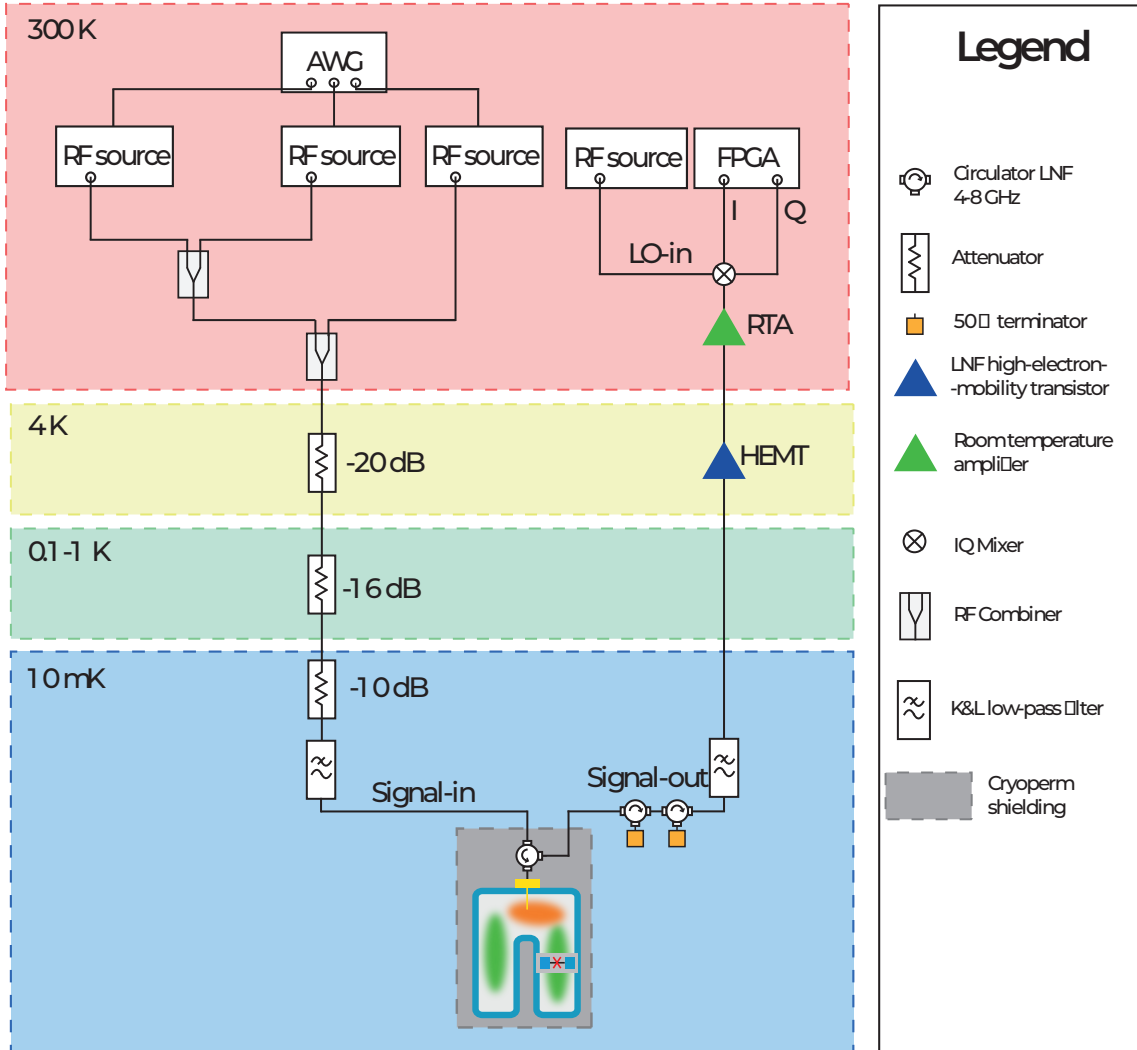 300 K
AWG
RF source
RF source
RF source
RF source
FPGA
I
Q
LO-in
RTA
4 K
-20 dB
HEMT
0.1-1 K
-16 dB
10 mK
-10 dB
Signal-in
Signal-out
Legend
Circulator LNF
4-8 GHz
Attenuator
50▯ terminator
LNF high-electron-
-mobility transistor
Room temperature
ampli▯er
IQ Mixer
RF Combiner
K&L low-pass ▯lter
Cryoperm
shielding